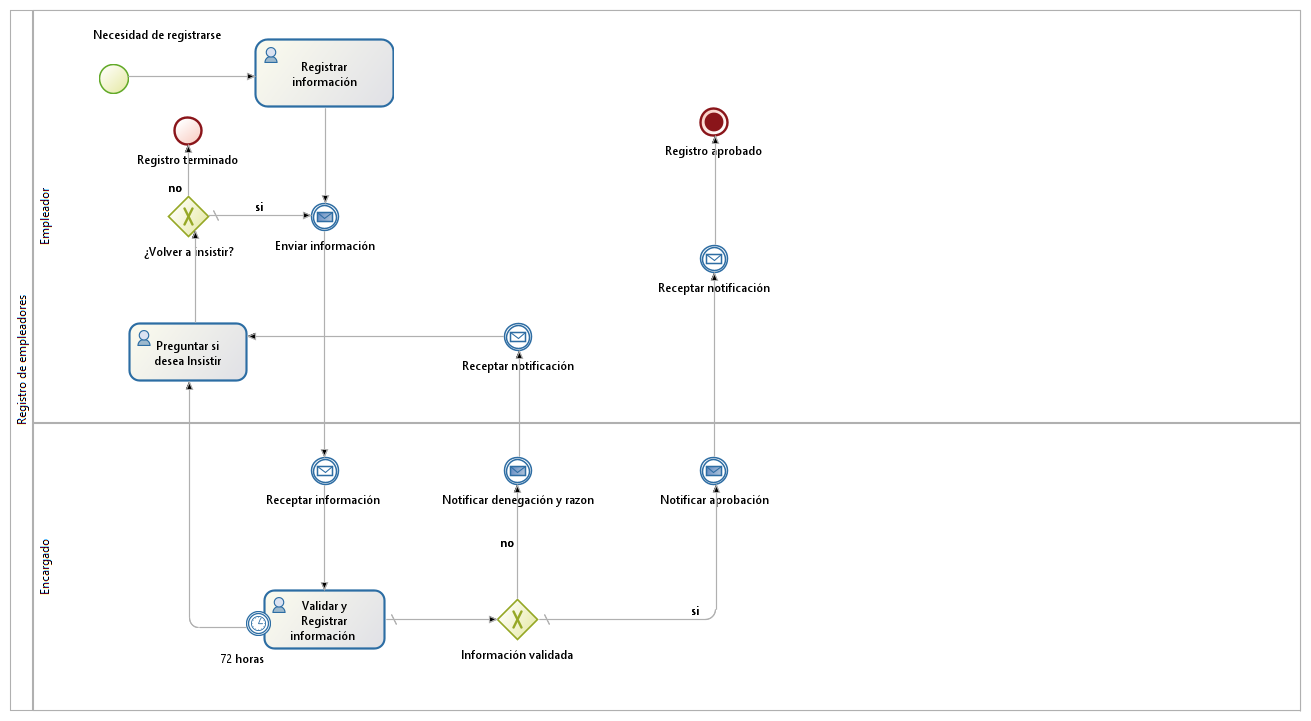 Registro de empleadores
Empleador
Necesidad de registrarse
Registrar
información
Registro terminado
no
si
¿Volver a insistir?
Enviar información
Registro aprobado
Receptar notificación
Preguntar si
desea Insistir
Receptar notificación
Encargado
Receptar información
Notificar denegación y razon
Notificar aprobación
no
si
Validar y
Registrar
información
72 horas
Información validada